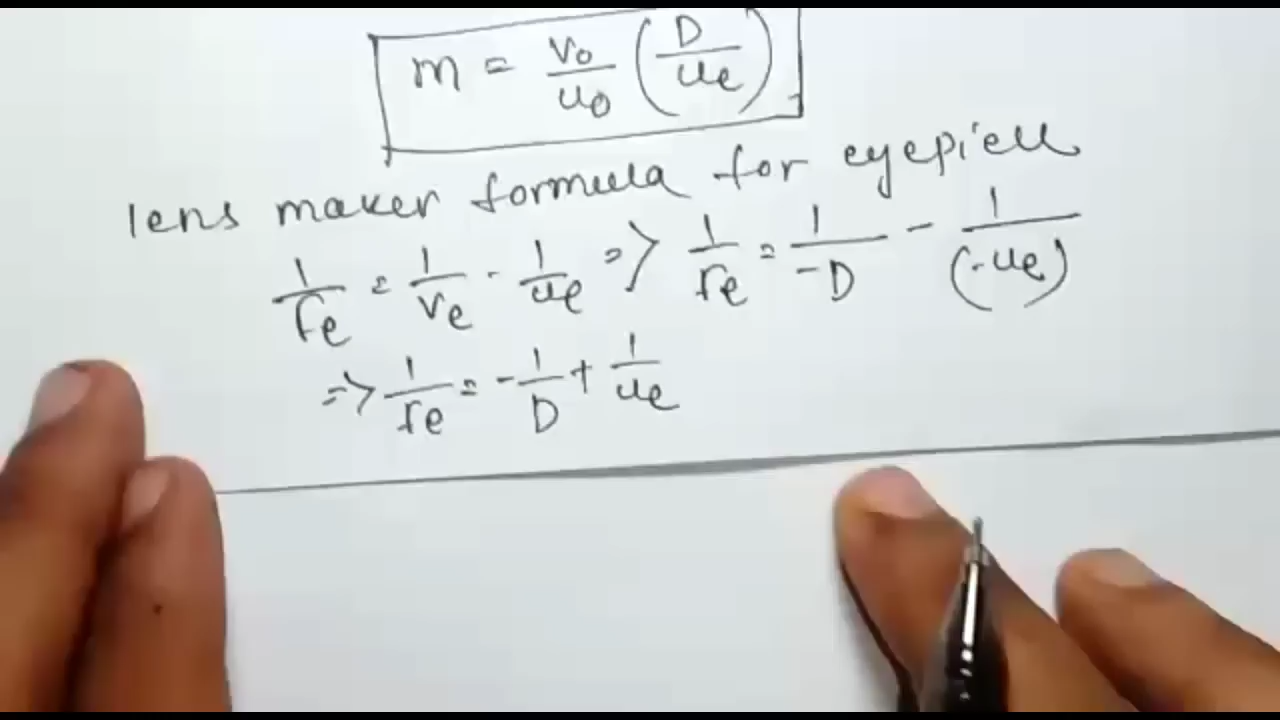 m = v₀/u₀ (D/uₑ)
lens maker formula for eyepiece
1/fₑ = 1/vₑ - 1/uₑ => 1/fₑ = 1/-D - 1/(-uₑ)
=> 1/fₑ = -1/D + 1/uₑ